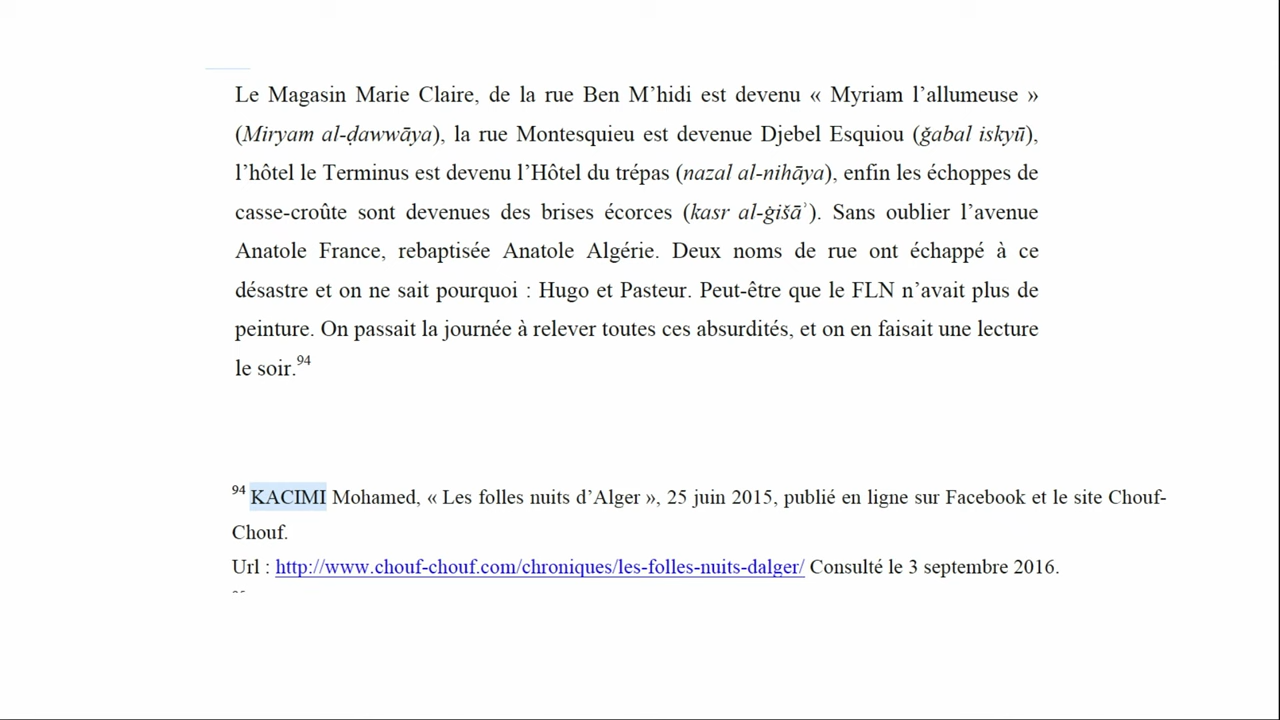 Le Magasin Marie Claire, de la rue Ben M’hidi est devenu « Myriam l’allumeuse »
(Miryam al-ḍawwāya), la rue Montesquieu est devenue Djebel Esquiou (ǧabal iskyū),
l’hôtel le Terminus est devenu l’Hôtel du trépas (nazal al-nihāya), enfin les échoppes de
casse-croûte sont devenues des brises écorces (kasr al-ġišāʾ). Sans oublier l’avenue
Anatole France, rebaptisée Anatole Algérie. Deux noms de rue ont échappé à ce
désastre et on ne sait pourquoi : Hugo et Pasteur. Peut-être que le FLN n’avait plus de
peinture. On passait la journée à relever toutes ces absurdités, et on en faisait une lecture
le soir.94
94 KACIMI Mohamed, « Les folles nuits d’Alger », 25 juin 2015, publié en ligne sur Facebook et le site Chouf-
Chouf.
Url : http://www.chouf-chouf.com/chroniques/les-folles-nuits-dalger/ Consulté le 3 septembre 2016.